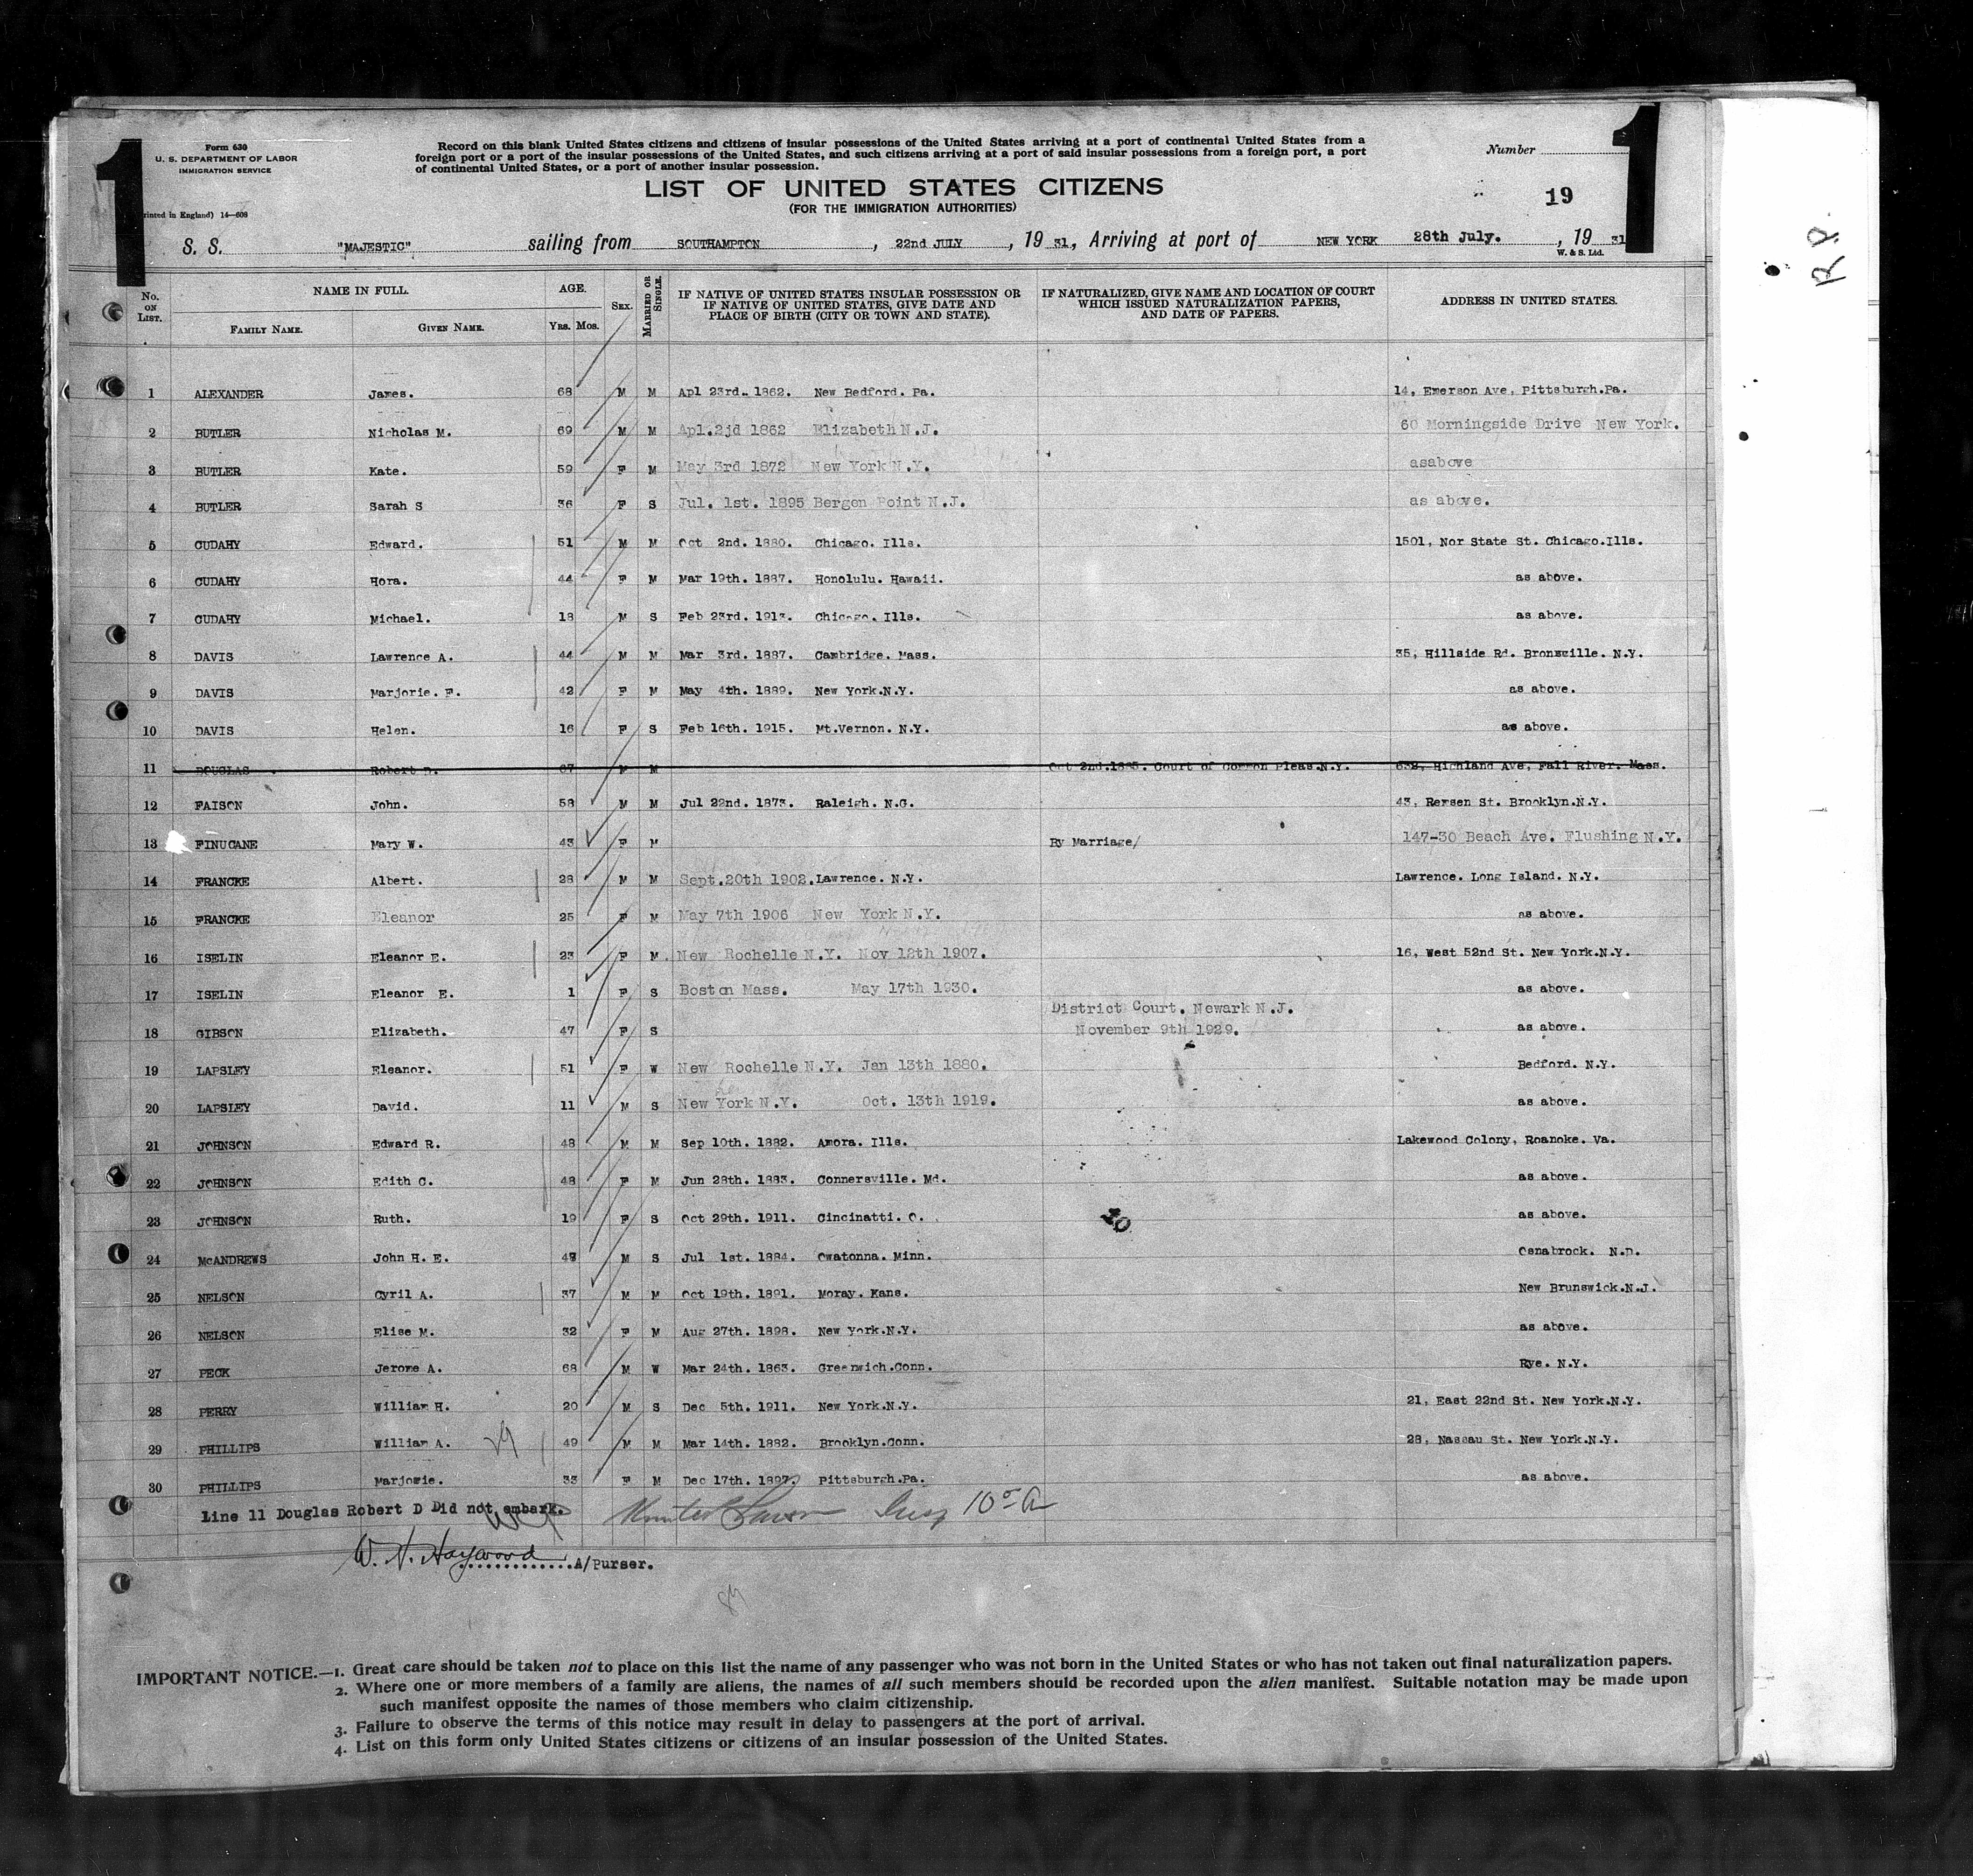 1
Form 630
U. S. DEPARTMENT OF LABOR
IMMIGRATION SERVICE
rinted in England) 14—608
Record on this blank United States citizens and citizens of insular possessions of the United States arriving at a port of continental United States from a
foreign port or a port of the insular possessions of the United States, and such citizens arriving at a port of said insular possessions from a foreign port, a port
of continental United States, or a port of another insular possession.
LIST OF UNITED STATES CITIZENS
(FOR THE IMMIGRATION AUTHORITIES)
Number
19
1
S. S. "MAJESTIC" sailing from SOUTHAMPTON, 22nd JULY, 19 31, Arriving at port of NEW YORK 28th July., 19 31
W. & S. Ltd.
R.P.
No. ON LIST. NAME IN FULL. FAMILY NAME. GIVEN NAME. AGE. YRS. MOS. SEX. MARRIED OR SINGLE. IF NATIVE OF UNITED STATES INSULAR POSSESSION OR IF NATIVE OF UNITED STATES, GIVE DATE AND PLACE OF BIRTH (CITY OR TOWN AND STATE). IF NATURALIZED, GIVE NAME AND LOCATION OF COURT WHICH ISSUED NATURALIZATION PAPERS, AND DATE OF PAPERS. ADDRESS IN UNITED STATES.
1 ALEXANDER James. 68 M M Apl 23rd. 1862. New Bedford. Pa. 14, Emerson Ave, Pittsburgh.Pa.
2 BUTLER Nicholas M. 69 M M Apl.2jd 1862 Elizabeth N.J. 60 Morningside Drive New York.
3 BUTLER Kate. 59 F M May 3rd 1872 New York N.Y. asabove
4 BUTLER Sarah S 36 F S Jul. 1st. 1895 Bergen Point N.J. as above.
5 CUDAHY Edward. 51 M M Oct 2nd. 1880. Chicago. Ills. 1501, Nor State St. Chicago.Ills.
6 CUDAHY Hora. 44 F M Mar 19th. 1887. Honolulu. Hawaii. as above.
7 CUDAHY Michael. 18 M S Feb 23rd. 1913. Chicago. Ills. as above.
8 DAVIS Lawrence A. 44 M M Mar 3rd. 1887. Cambridge. Mass. 35, Hillside Rd. Bronxville. N.Y.
9 DAVIS Marjorie. F. 42 F M May 4th. 1889. New York.N.Y. as above.
10 DAVIS Helen. 16 F S Feb 16th. 1915. Mt.Vernon. N.Y. as above.
11 DOUGLAS Robert D. 67 M M Oct 2nd.1885. Court of Common Pleas.N.Y. 632, Highland Ave, Fall River. Mass.
12 FAISON John. 58 M M Jul 22nd. 1873. Raleigh. N.C. 43, Remsen St. Brooklyn.N.Y.
13 FINUCANE Mary W. 43 F M By Marriage/ 147-30 Beach Ave. Flushing N.Y.
14 FRANCKE Albert. 28 M M Sept.20th 1902.Lawrence. N.Y. Lawrence. Long Island. N.Y.
15 FRANCKE Eleanor 25 F M May 7th 1906 New York N.Y. as above.
16 ISELIN Eleanor E. 23 F M. New Rochelle N.Y. Nov 12th 1907. 16, West 52nd St. New York.N.Y.
17 ISELIN Eleanor E. 1 F S Boston Mass. May 17th 1930. as above.
18 GIBSON Elizabeth. 47 F S District Court. Newark N.J. November 9th 1929. as above.
19 LAPSLEY Eleanor. 51 F W New Rochelle N.Y. Jan 13th 1880. Bedford. N.Y.
20 LAPSLEY David. 11 M S New York N.Y. Oct. 13th 1919. as above.
21 JOHNSON Edward R. 48 M M Sep 10th. 1882. Amora. Ills. Lakewood Colony, Roanoke. Va.
22 JOHNSON Edith C. 48 F M Jun 28th. 1883. Connersville. Md. as above.
23 JOHNSON Ruth. 19 F S Oct 29th. 1911. Cincinatti. O. as above.
24 McANDREWS John H. E. 47 M S Jul 1st. 1884. Owatonna. Minn. Osnabrock. N.D.
25 NELSON Cyril A. 37 M M Oct 19th. 1891. Moray. Kans. New Brunswick.N.J.
26 NELSON Elise M. 32 F M Aug 27th. 1898. New York.N.Y. as above.
27 PECK Jerome A. 68 M W Mar 24th. 1863. Greenwich.Conn. Rye. N.Y.
28 PERRY William H. 20 M S Dec 5th. 1911. New York.N.Y. 21, East 22nd St. New York.N.Y.
29 PHILLIPS William A. 49 M M Mar 14th. 1882. Brooklyn.Conn. 28, Nassau St. New York.N.Y.
30 PHILLIPS Marjorie. 33 F M Dec 17th. 1897. Pittsburgh.Pa. as above.
Line 11 Douglas Robert D Did not embark.
W. H. Haywood A/Purser.
IMPORTANT NOTICE.—1. Great care should be taken not to place on this list the name of any passenger who was not born in the United States or who has not taken out final naturalization papers.
2. Where one or more members of a family are aliens, the names of all such members should be recorded upon the alien manifest. Suitable notation may be made upon
such manifest opposite the names of those members who claim citizenship.
3. Failure to observe the terms of this notice may result in delay to passengers at the port of arrival.
4. List on this form only United States citizens or citizens of an insular possession of the United States.